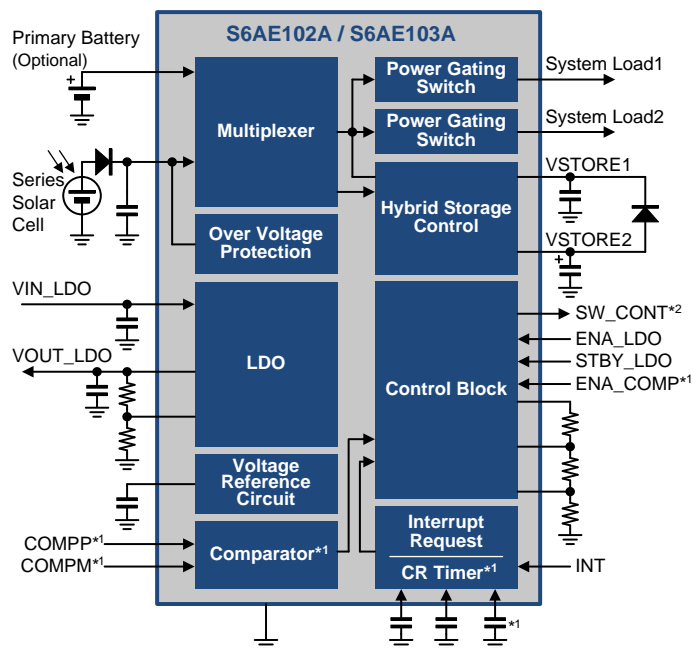 S6AE102A / S6AE103A
Primary Battery
(Optional)
+
Multiplexer
Power Gating
Switch
System Load1
Power Gating
Switch
System Load2
Series
Solar
Cell
Over Voltage
Protection
Hybrid Storage
Control
VSTORE1
VSTORE2
+
VIN_LDO
VOUT_LDO
LDO
Control Block
SW_CONT*2
ENA_LDO
STBY_LDO
ENA_COMP*1
Voltage
Reference
Circuit
COMPP*1
COMPM*1
Comparator*1
Interrupt
Request
CR Timer*1
INT
*1